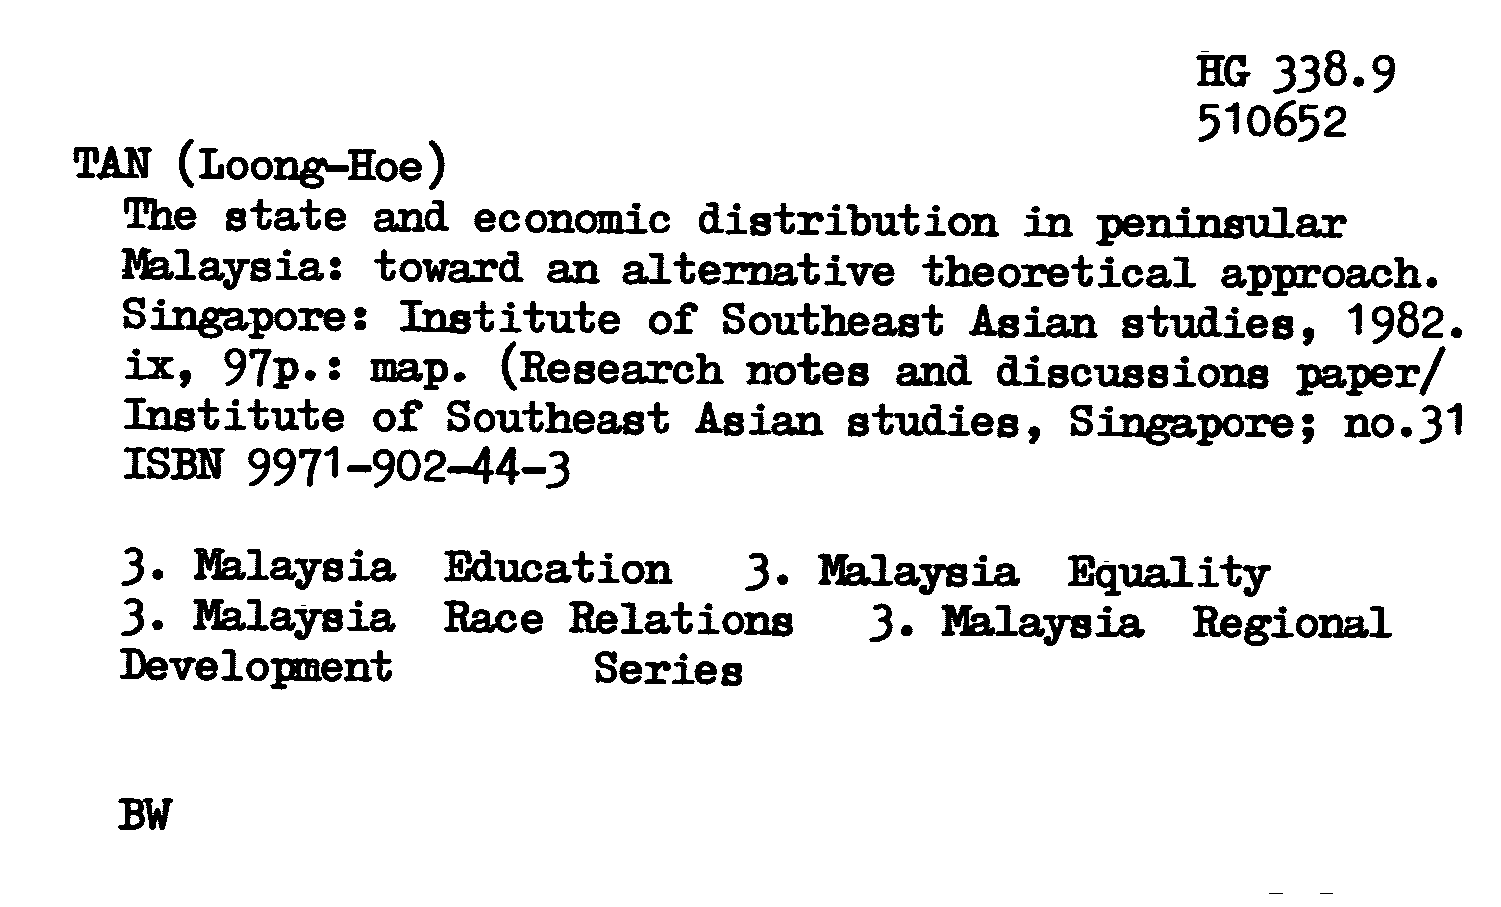 HG 338.9
510652
TAN (Loong-Hoe)
The state and economic distribution in peninsular
Malaysia: toward an alternative theoretical approach.
Singapore: Institute of Southeast Asian studies, 1982.
ix, 97p.: map. (Research notes and discussions paper/
Institute of Southeast Asian studies, Singapore; no.31
ISBN 9971-902-44-3
3. Malaysia Education 3. Malaysia Equality
3. Malaysia Race Relations 3. Malaysia Regional
Development Series
BW